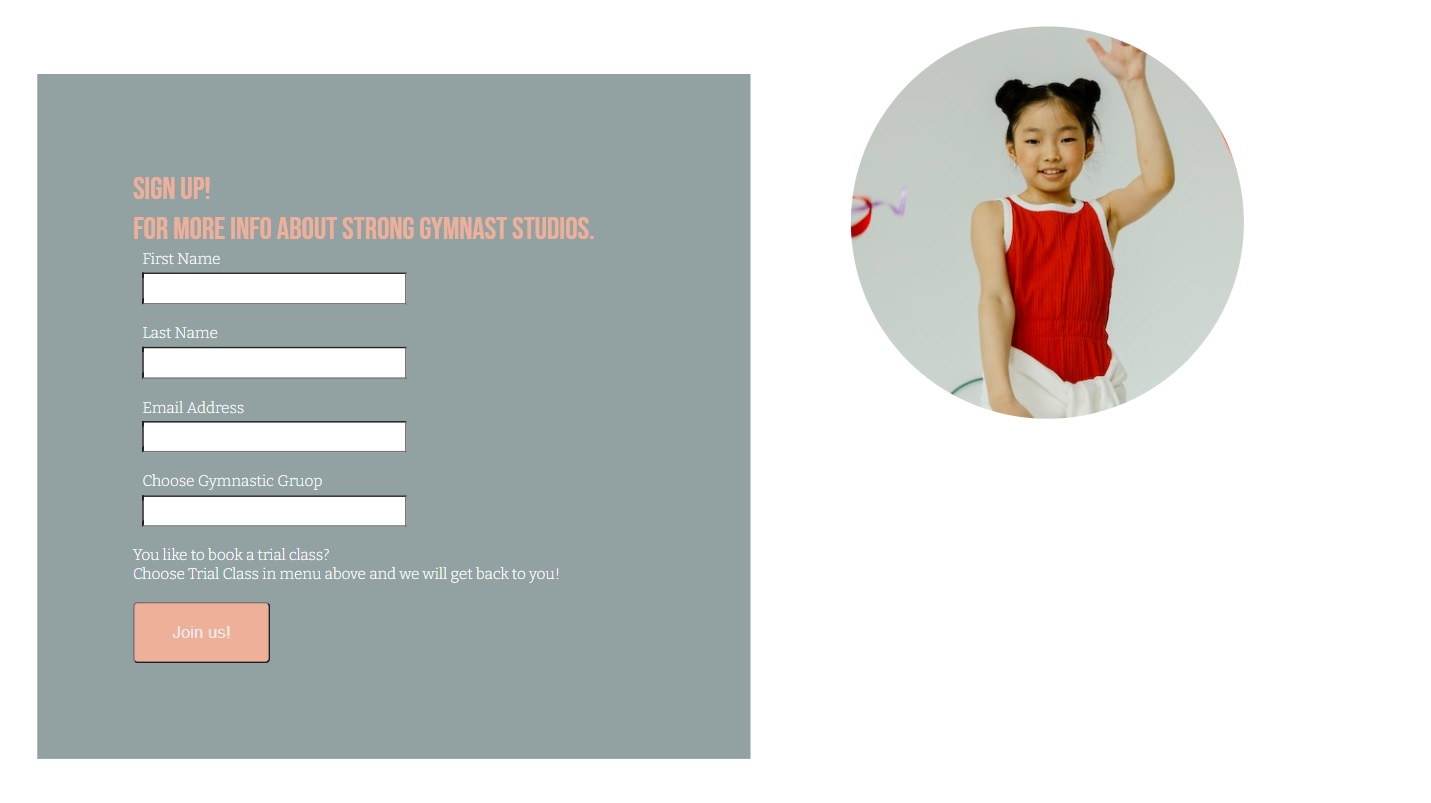 SIGN UP!
FOR MORE INFO ABOUT STRONG GYMNAST STUDIOS.
First Name
Last Name
Email Address
Choose Gymnastic Gruop
You like to book a trial class?
Choose Trial Class in menu above and we will get back to you!
Join us!